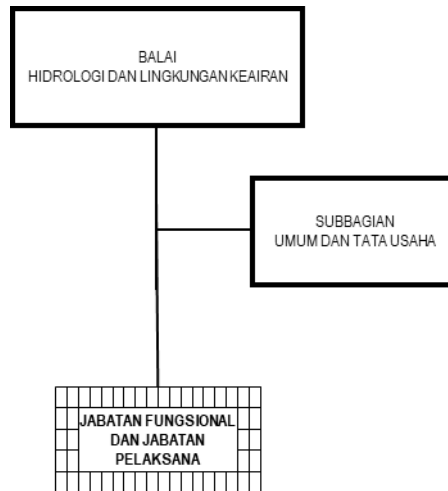 BALAI
HIDROLOGI DAN LINGKUNGAN KEAIRAN
SUBBAGIAN
UMUM DAN TATA USAHA
JABATAN FUNGSIONAL
DAN JABATAN
PELAKSANA